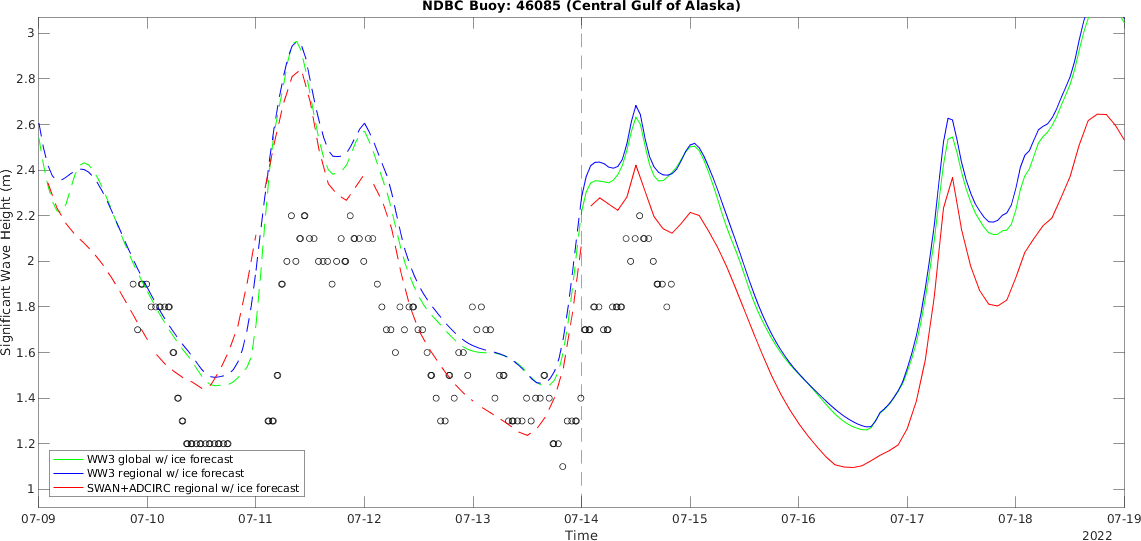 NDBC Buoy: 46085 (Central Gulf of Alaska)
Significant Wave Height (m)
3
2.8
2.6
2.4
2.2
2
1.8
1.6
1.4
1.2
1
WW3 global w/ ice forecast
WW3 regional w/ ice forecast
SWAN+ADCIRC regional w/ ice forecast
07-09 07-10 07-11 07-12 07-13 07-14 07-15 07-16 07-17 07-18 07-19
Time
2022